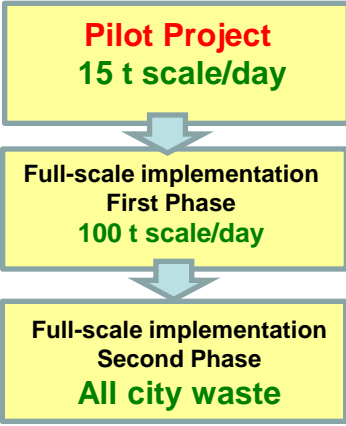 Pilot Project
15 t scale/day
Full-scale implementation
First Phase
100 t scale/day
Full-scale implementation
Second Phase
All city waste